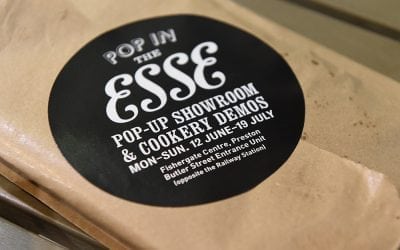 POP IN
THE
ESSE
POP-UP SHOWROOM
& COOKERY DEMOS
MON-SUN. 12 JUNE-19 JULY
Fishergate Centre, Preston
Butler Street Entrance Unit
(opposite the Railway Station)